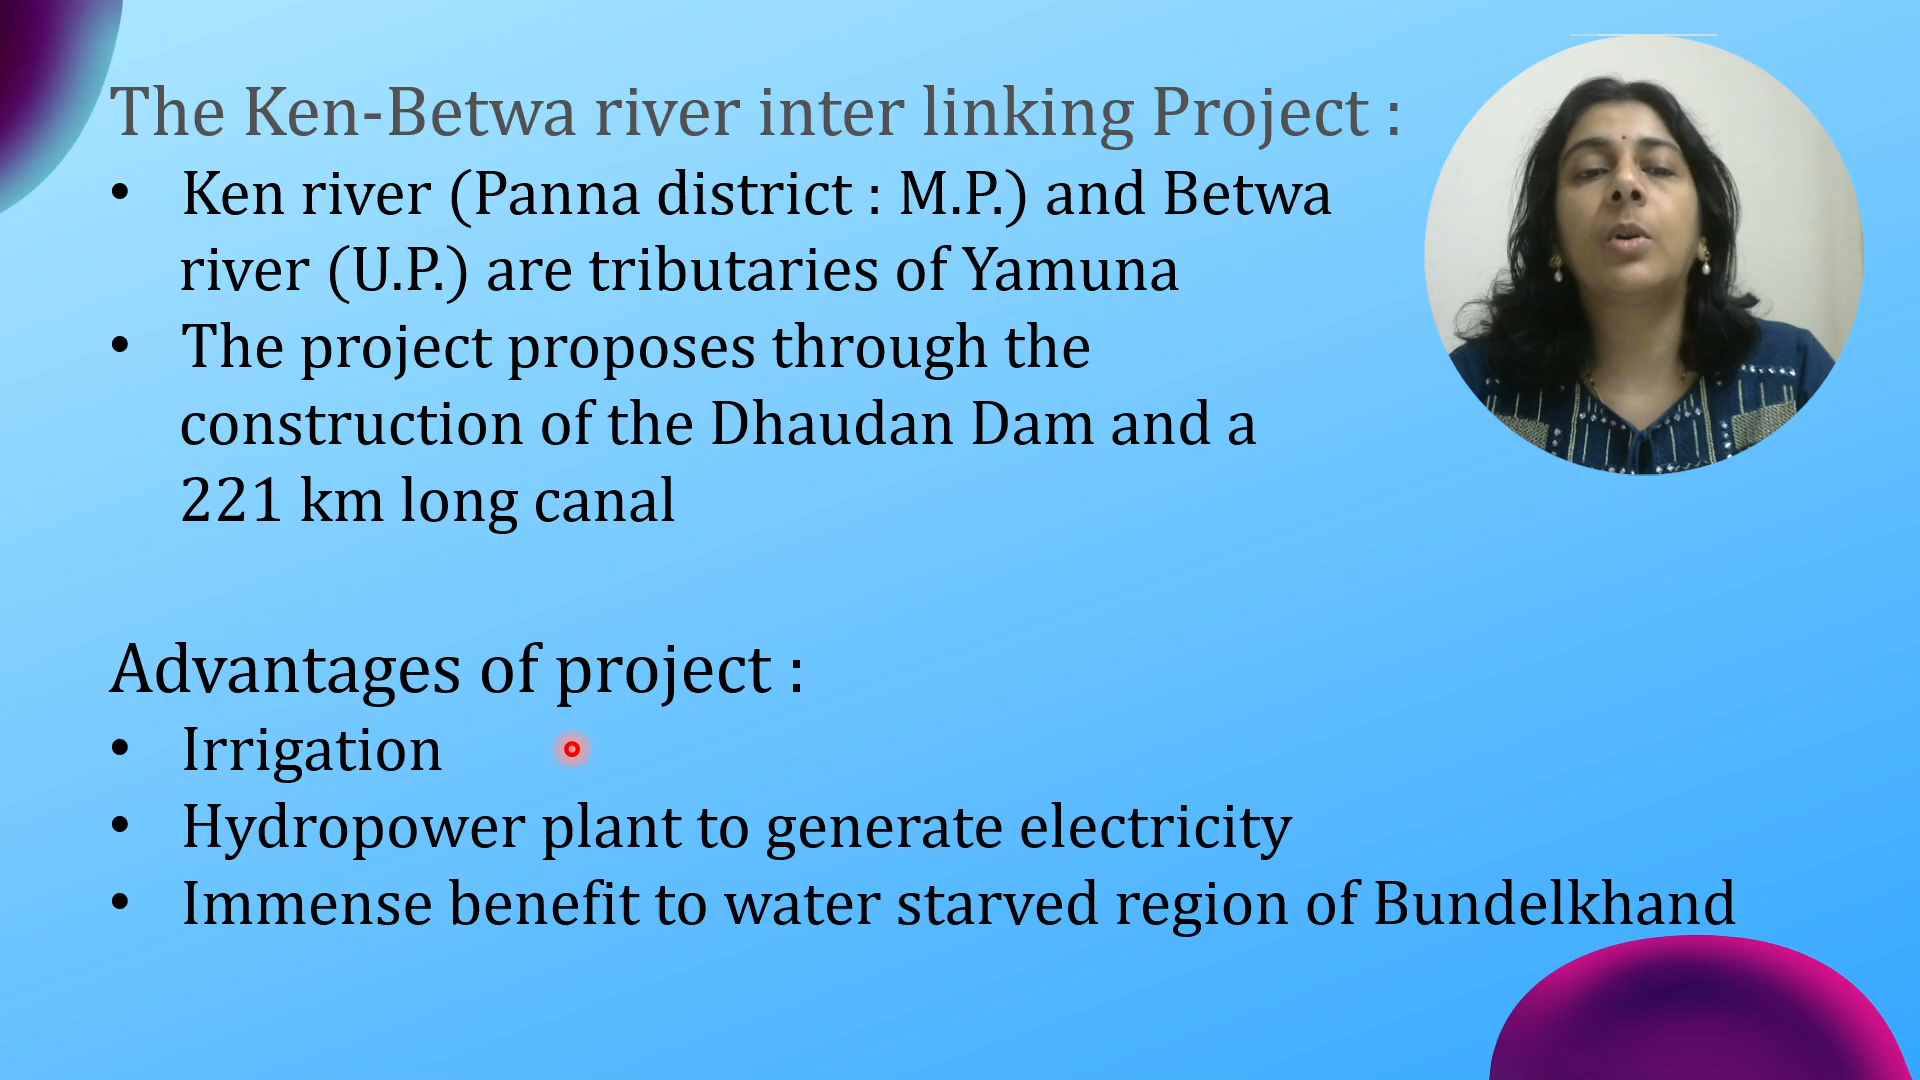 The Ken-Betwa river inter linking Project :
• Ken river (Panna district : M.P.) and Betwa
river (U.P.) are tributaries of Yamuna
• The project proposes through the
construction of the Dhaudan Dam and a
221 km long canal
Advantages of project :
• Irrigation
• Hydropower plant to generate electricity
• Immense benefit to water starved region of Bundelkhand